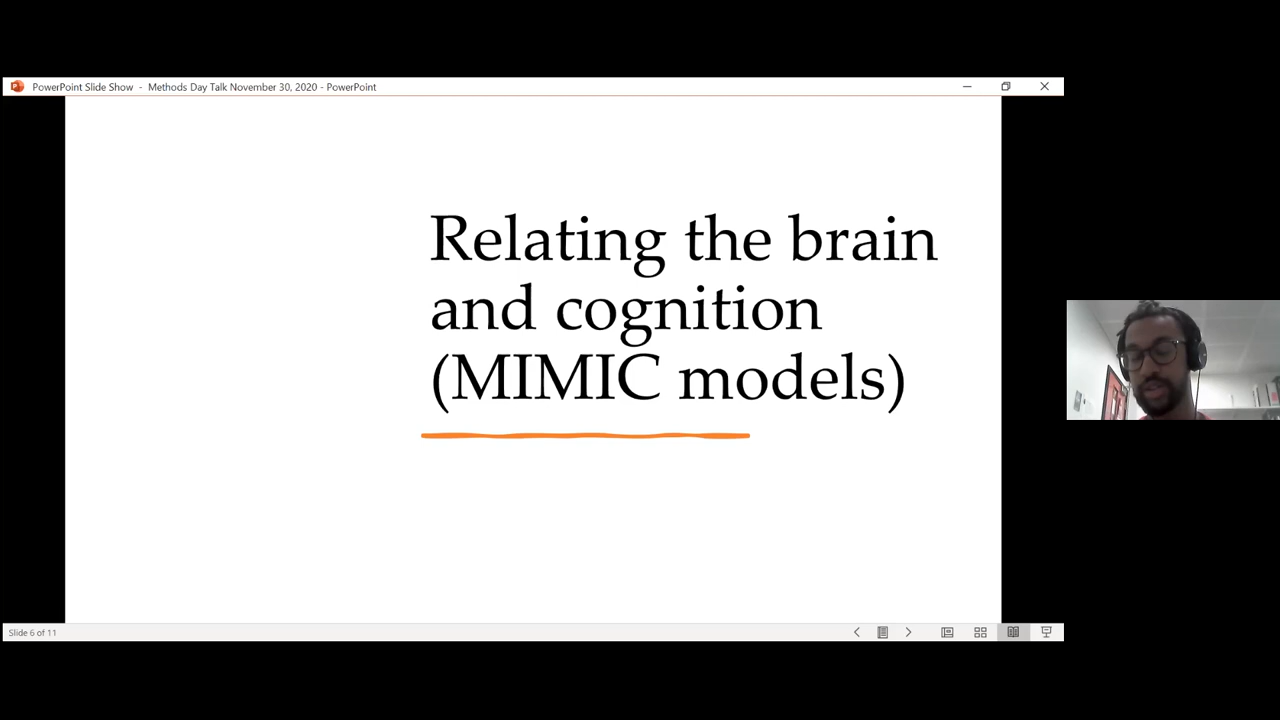 PowerPoint Slide Show - Methods Day Talk November 30, 2020 - PowerPoint
Relating the brain
and cognition
(MIMIC models)
Slide 6 of 11